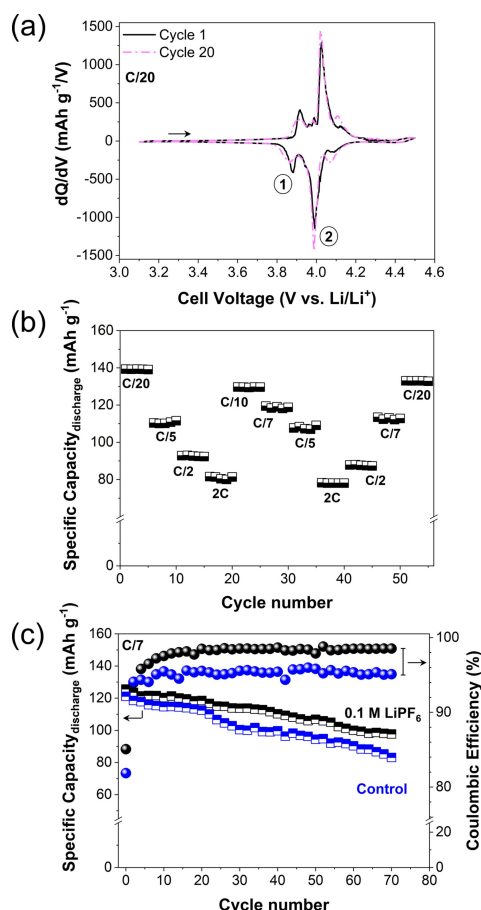 (a)
Cycle 1
Cycle 20
C/20
dQ/dV (mAh g⁻¹/V)
1500
1000
500
0
-500
-1000
-1500
1
2
3.0 3.2 3.4 3.6 3.8 4.0 4.2 4.4 4.6
Cell Voltage (V vs. Li/Li⁺)
(b)
Specific Capacity_discharge (mAh g⁻¹)
160
140
120
100
80
0
C/20
C/5
C/2
2C
C/10
C/7
C/5
2C
C/2
C/7
C/20
0 10 20 30 40 50
Cycle number
(c)
C/7
Specific Capacity_discharge (mAh g⁻¹)
160
140
120
100
80
60
0
0.1 M LiPF₆
Control
100
95
90
85
80
20
0
Coulombic Efficiency (%)
0 10 20 30 40 50 60 70 80
Cycle number